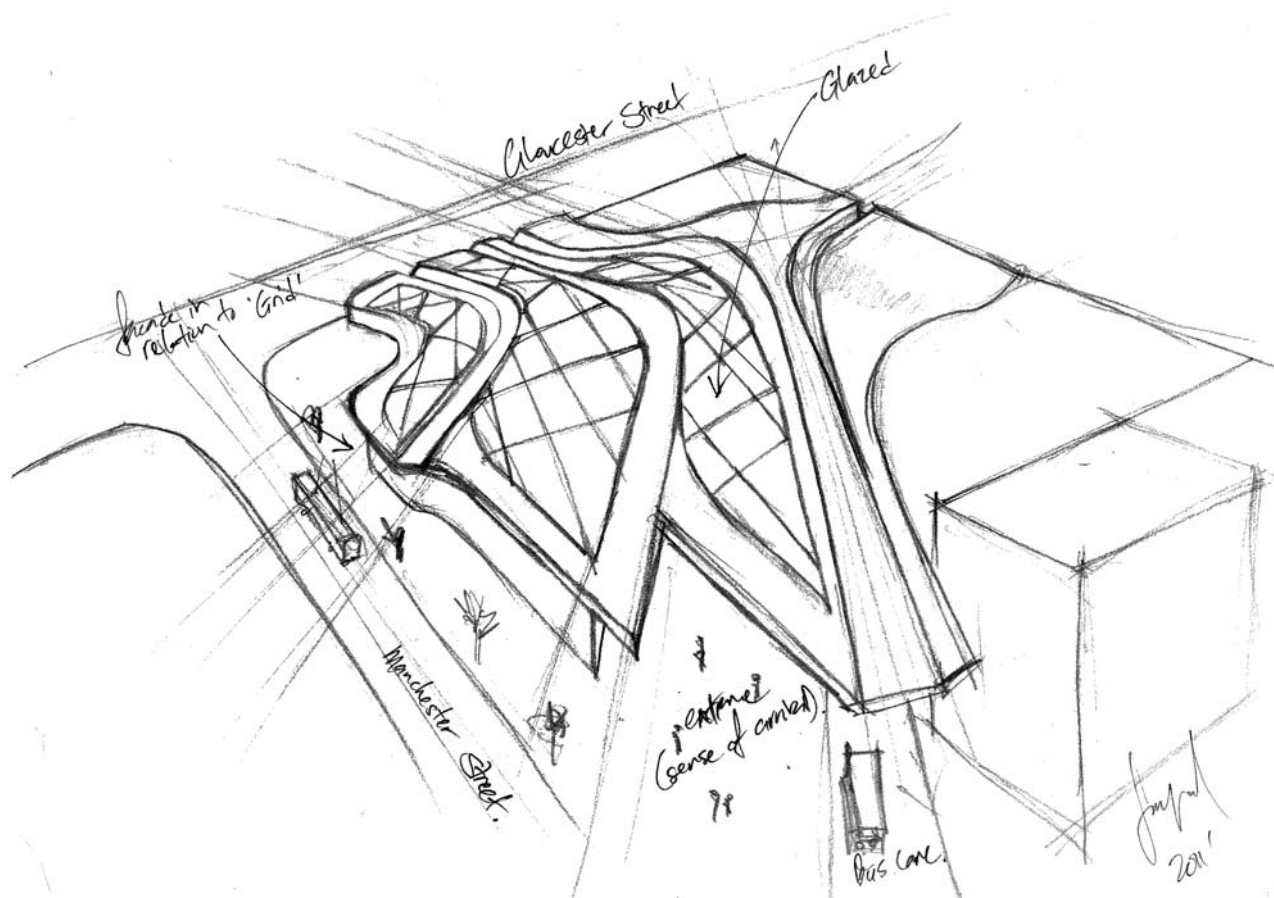 Glazed
Gloucester Street
facade in
relation to 'Grid'
Manchester Street.
entrance
(sense of arrival).
Bus lane.
2011'